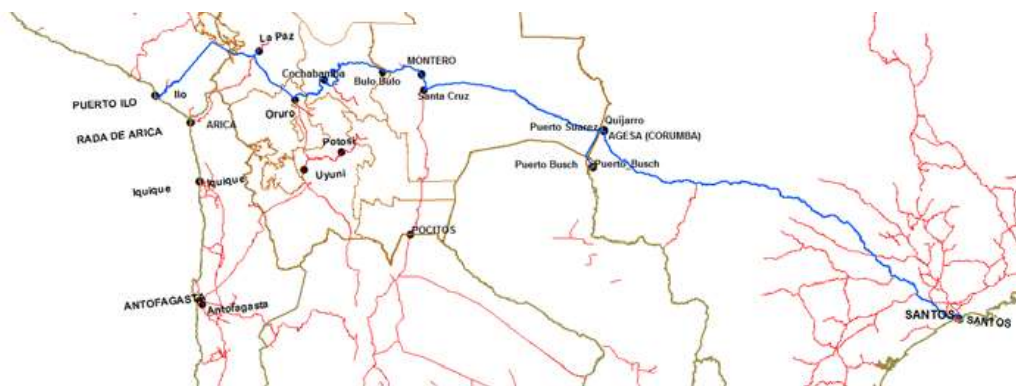 La Paz
MONTERO
Cochabamba
Bulo Bulo
PUERTO ILO
Ilo
Santa Cruz
Oruro
RADA DE ARICA
ARICA
Quijarro
Puerto Suarez
AGESA (CORUMBA)
Potosi
Puerto Busch
Puerto_Busch
Uyuni
Iquique
Iquique
POCITOS
ANTOFAGASTA
Antofagasta
SANTOS
SANTOS